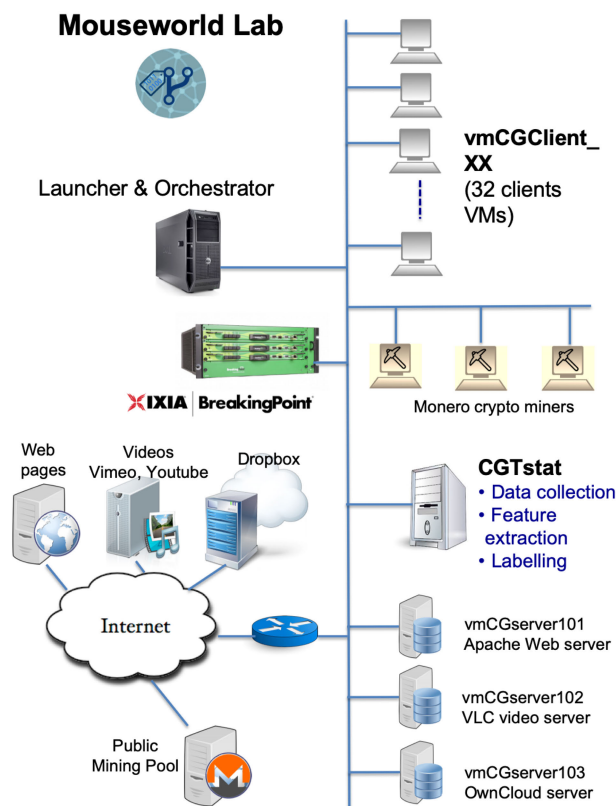 Mouseworld Lab
vmCGClient_
XX
(32 clients
VMs)
Launcher & Orchestrator
XIXIA | BreakingPoint
Monero crypto miners
Web
pages
Videos
Vimeo, Youtube
Dropbox
CGTstat
• Data collection
• Feature
extraction
• Labelling
Internet
vmCGserver101
Apache Web server
vmCGserver102
VLC video server
Public
Mining Pool
vmCGserver103
OwnCloud server